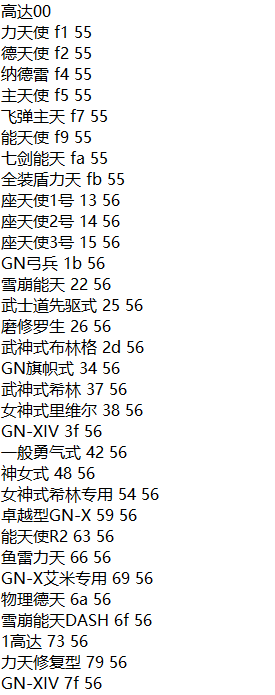 高达00
力天使 f1 55
德天使 f2 55
纳德雷 f4 55
主天使 f5 55
飞弹主天 f7 55
能天使 f9 55
七剑能天 fa 55
全装盾力天 fb 55
座天使1号 13 56
座天使2号 14 56
座天使3号 15 56
GN弓兵 1b 56
雪崩能天 22 56
武士道先驱式 25 56
磨修罗生 26 56
武神式布林格 2d 56
GN旗帜式 34 56
武神式希林 37 56
女神式里维尔 38 56
GN-XIV 3f 56
一般勇气式 42 56
神女式 48 56
女神式希林专用 54 56
卓越型GN-X 59 56
能天使R2 63 56
鱼雷力天 66 56
GN-X艾米专用 69 56
物理德天 6a 56
雪崩能天DASH 6f 56
1高达 73 56
力天修复型 79 56
GN-XIV 7f 56